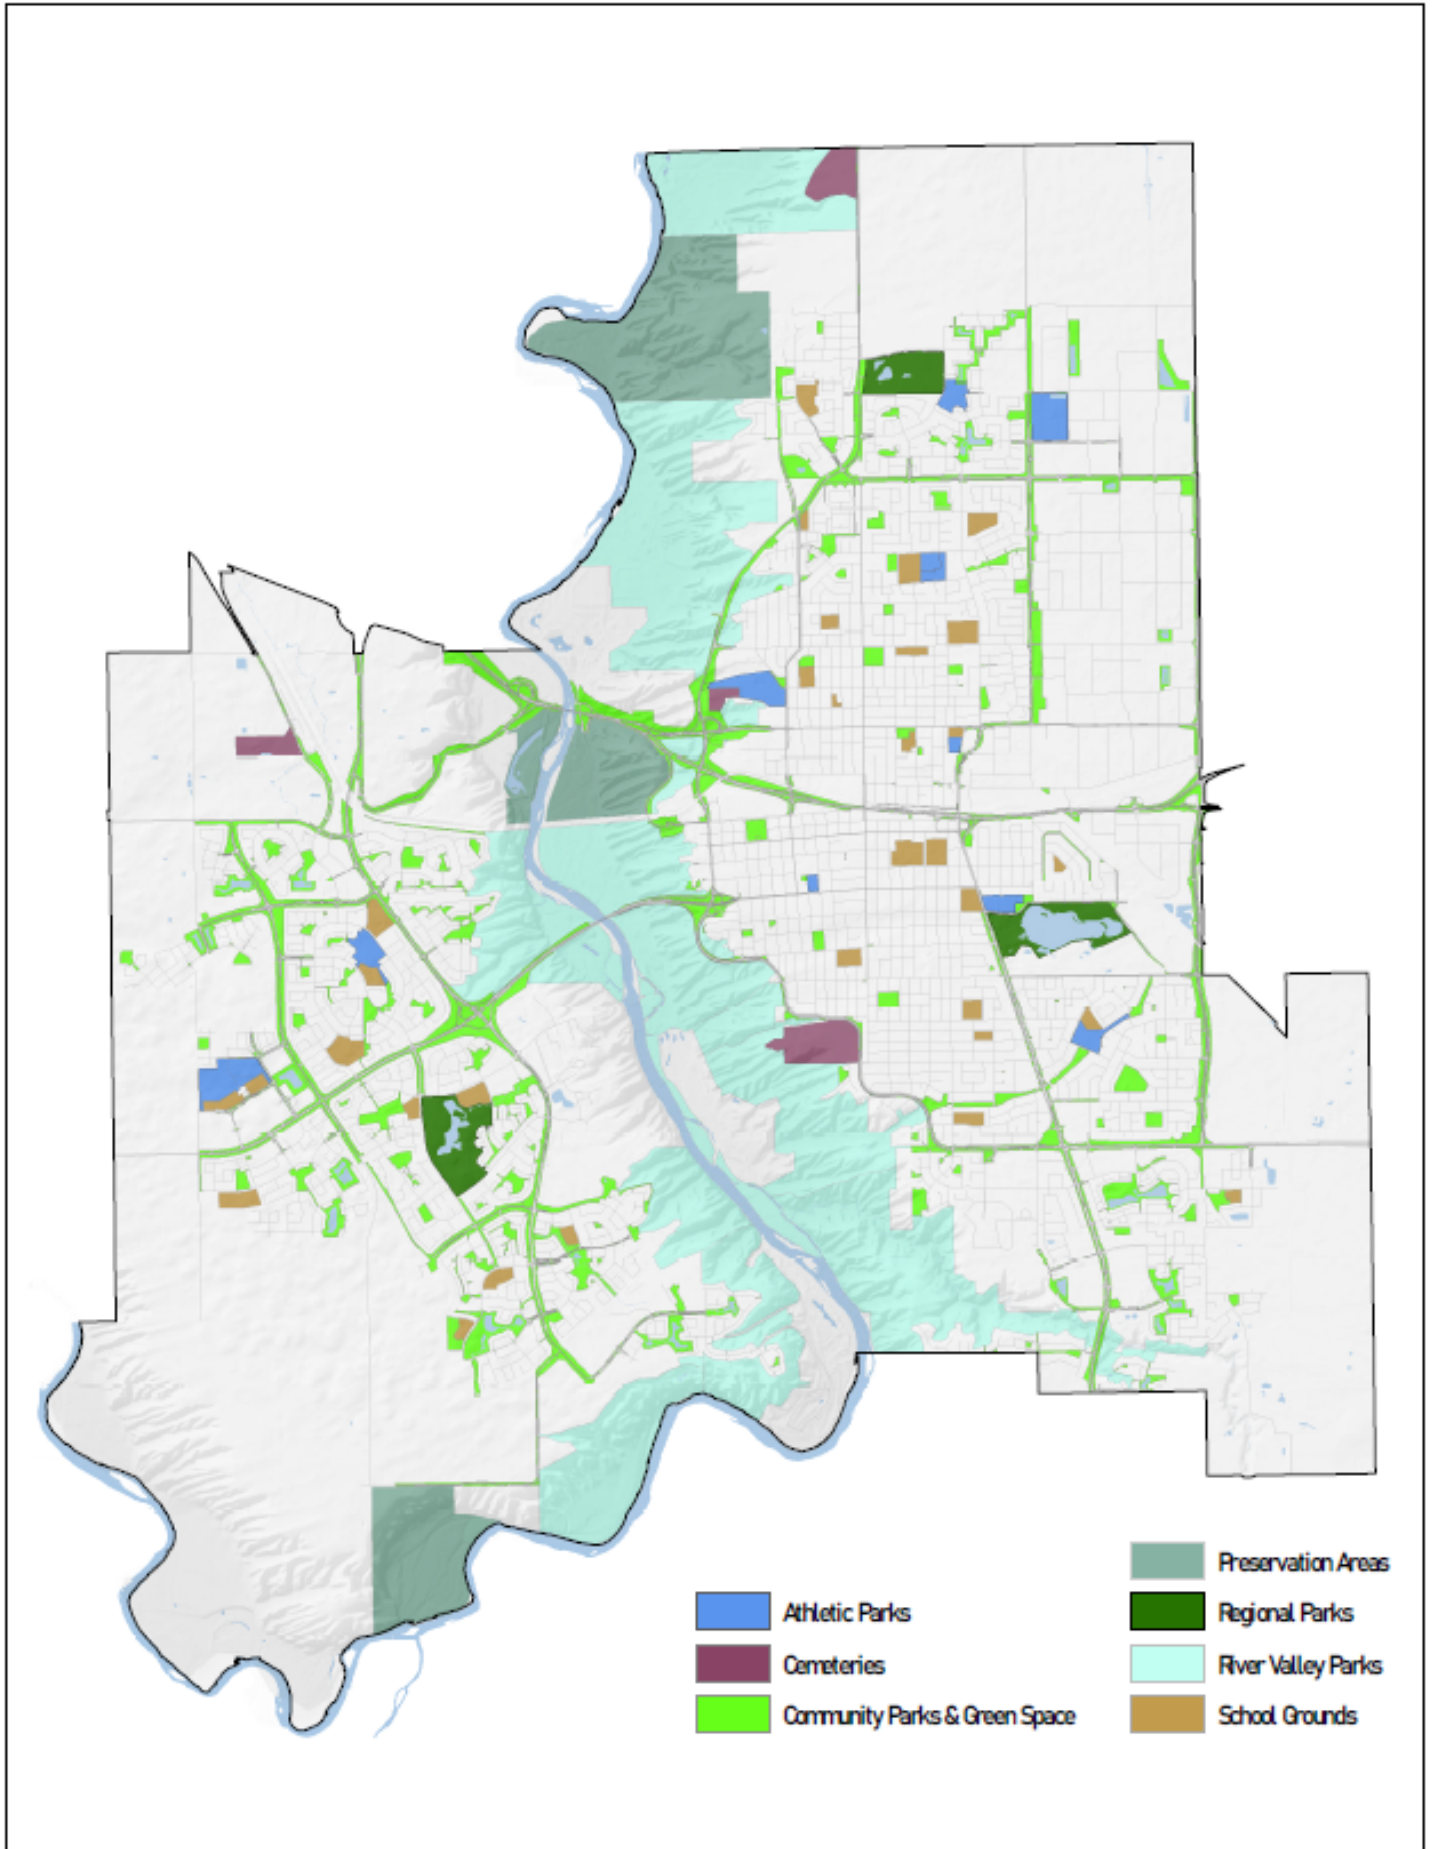 Preservation Areas
Athletic Parks
Regional Parks
Cemeteries
River Valley Parks
Community Parks & Green Space
School Grounds